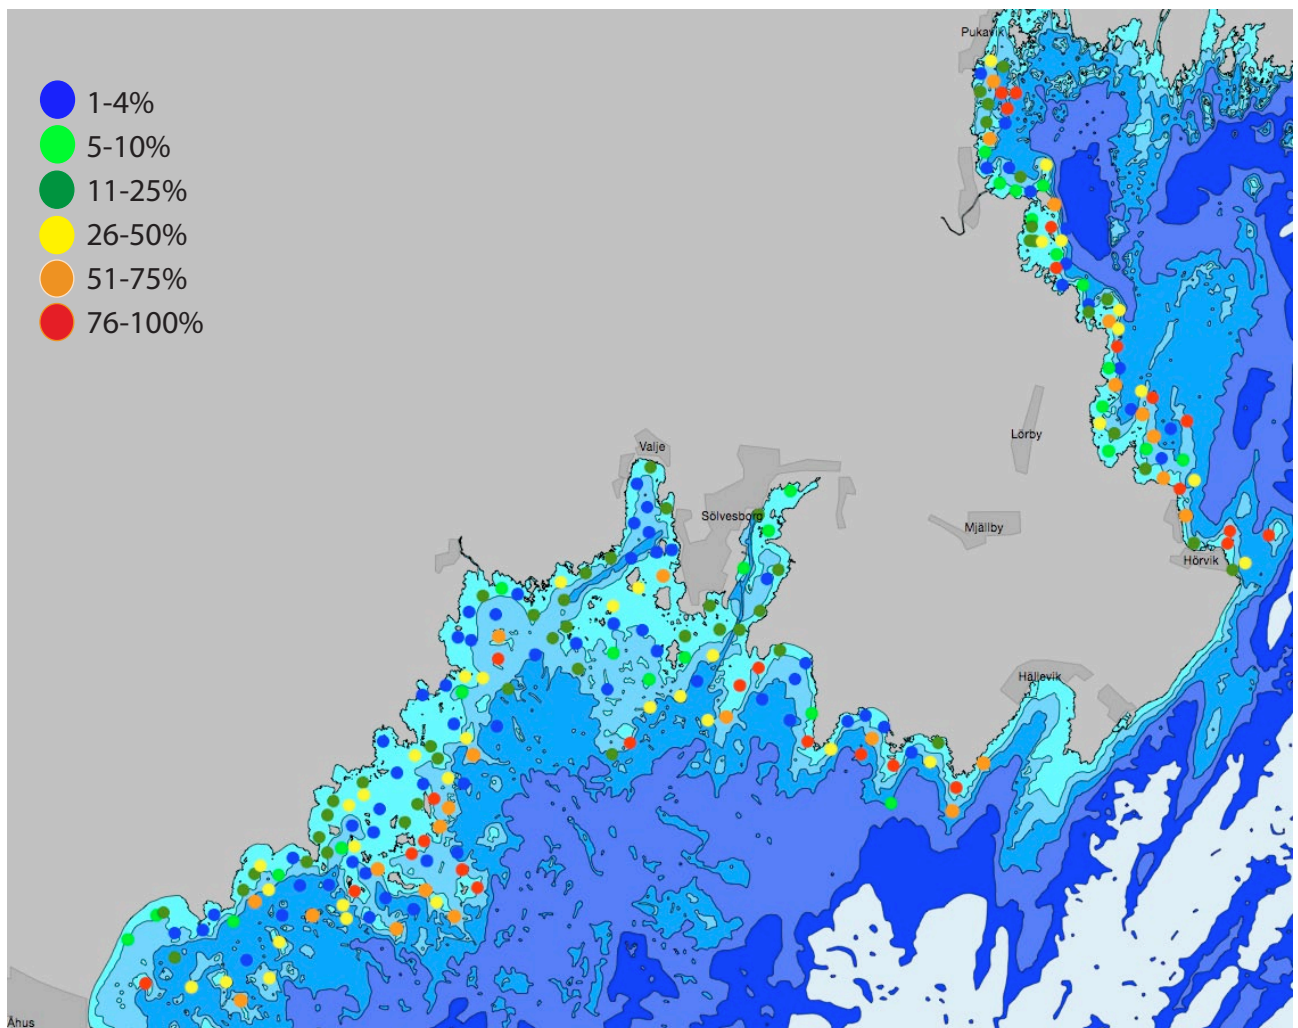 Pukavik
1-4%
5-10%
11-25%
26-50%
51-75%
76-100%
Lörby
Valje
Sölvesborg
Mjällby
Hörvik
Hällevik
Åhus